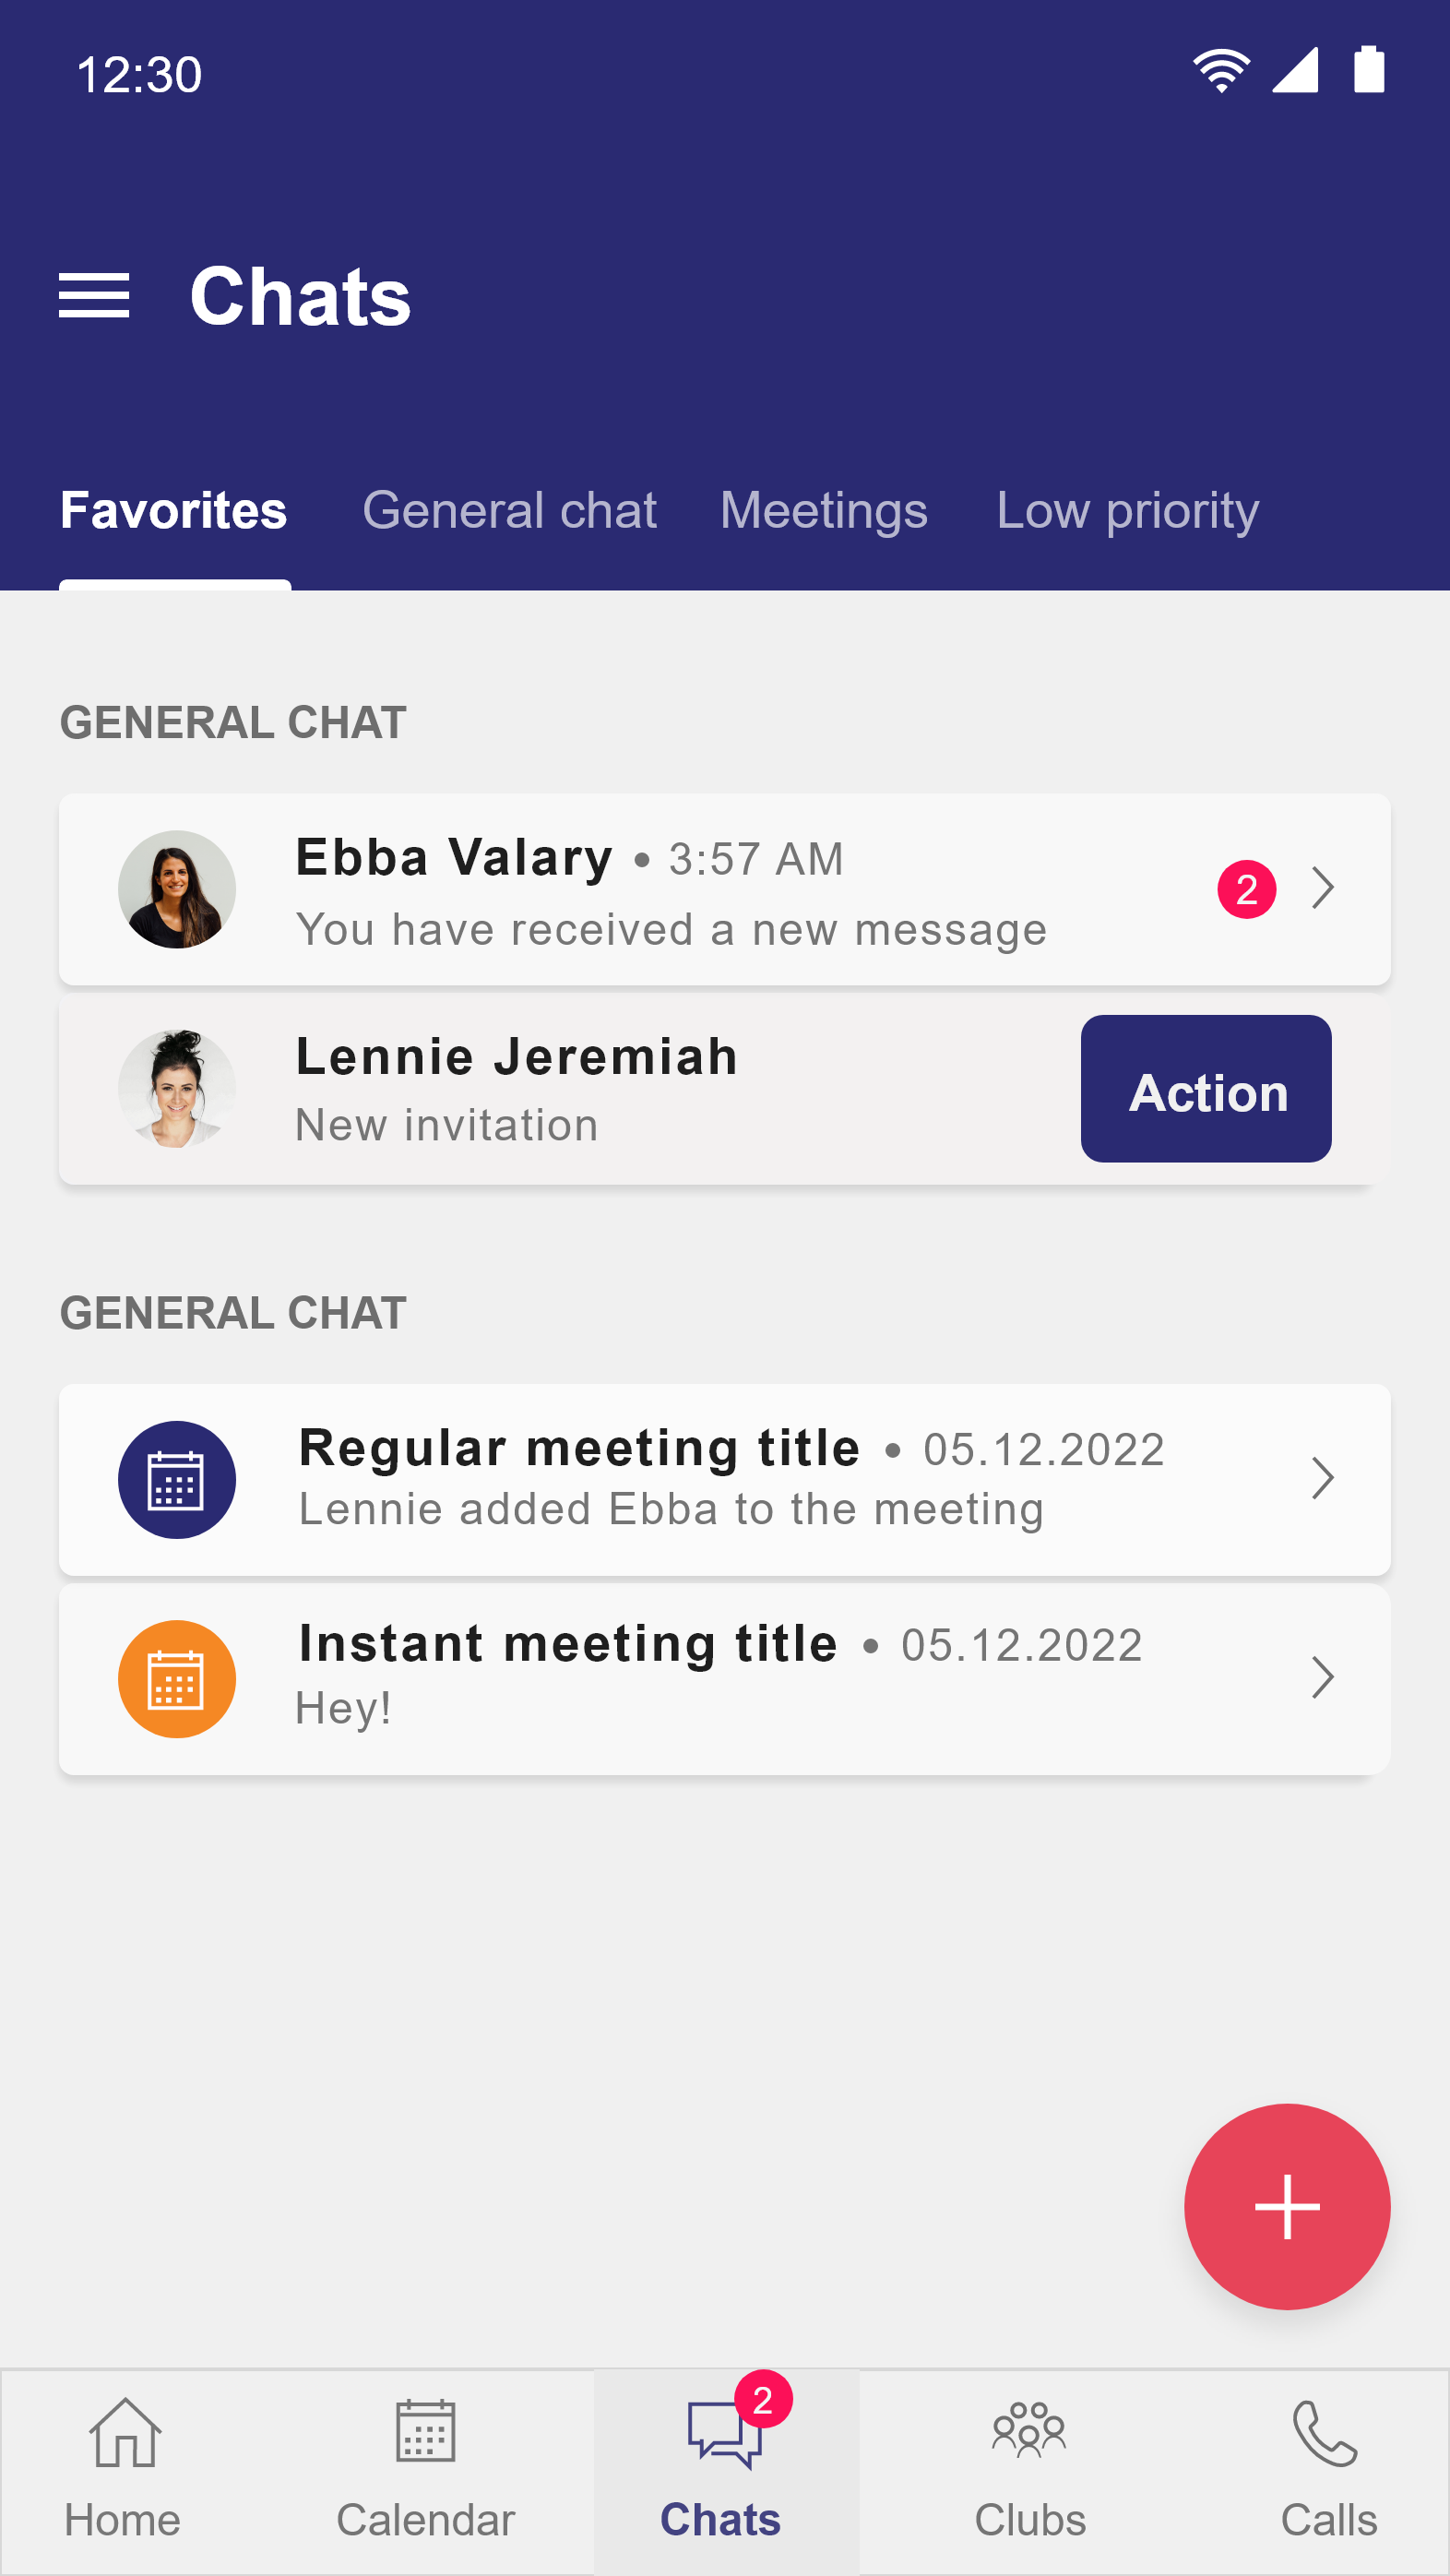 12:30
Chats
Favorites General chat Meetings Low priority
GENERAL CHAT
Ebba Valary • 3:57 AM
You have received a new message
2
Lennie Jeremiah
New invitation
Action
GENERAL CHAT
Regular meeting title • 05.12.2022
Lennie added Ebba to the meeting
Instant meeting title • 05.12.2022
Hey!
2
Home Calendar Chats Clubs Calls